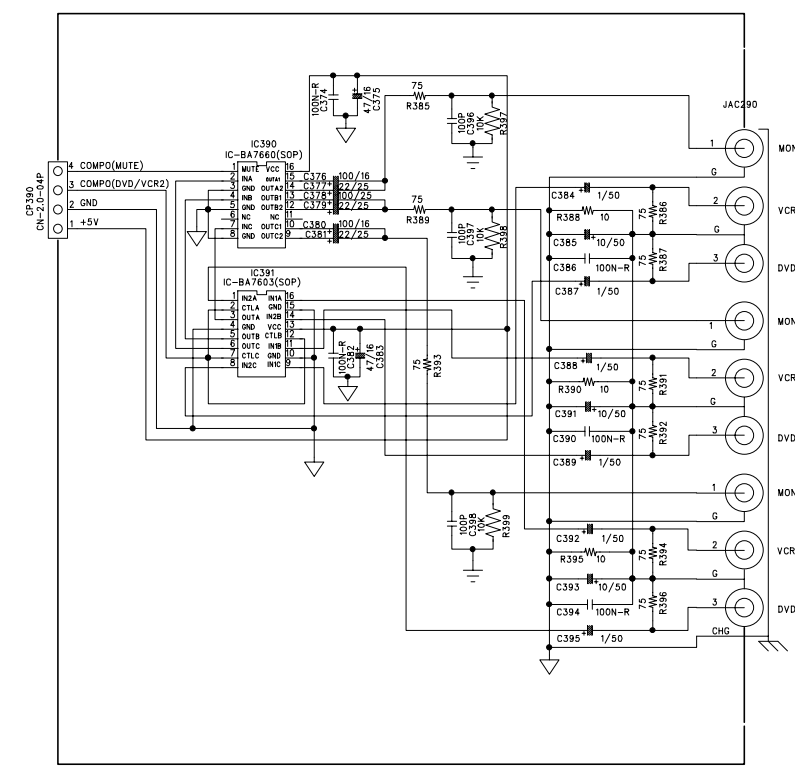 JAC290
75
R385
100N-R
C374
47/16
C375
100P
C396
10K
R397
1
MON
G
IC390
IC-BA7660(SOP)
CP390
CN-2.0-04P
4 COMPO(MUTE)
3 COMPO(DVD/VCR2)
2 GND
1 +5V
1 MUTE VCC 16
2 INA OUTA1 15
3 GND OUTA2 14
4 INB OUTB1 13
5 GND OUTB2 12
6 NC NC 11
7 INC OUTC1 10
8 GND OUTC2 9
C376 100/16
C377 + 22/25
C378 + 100/16
C379 + 22/25
C380 100/16
C381 + 22/25
75
R389
100P
C397
10K
R398
C384 + 1/50
R388 10
C385 + 10/50
C386 100N-R
C387 + 1/50
75
R386
75
R387
2
VCR
G
3
DVD
IC391
IC-BA7603(SOP)
1 IN2A IN1A 16
2 CTLA GND 15
3 OUTA IN2B 14
4 GND VCC 13
5 OUTB CTLB 12
6 OUTC IN1B 11
7 CTLC GND 10
8 IN2C IN1C 9
100N-R
C382
47/16
C383
75
R393
1
MON
G
C388 + 1/50
R390 10
C391 + 10/50
C390 100N-R
C389 + 1/50
75
R391
75
R392
2
VCR
G
3
DVD
100P
C398
10K
R399
1
MON
G
C392 + 1/50
R395 10
C393 + 10/50
C394 100N-R
C395 + 1/50
75
R394
75
R396
2
VCR
G
3
DVD
CHG